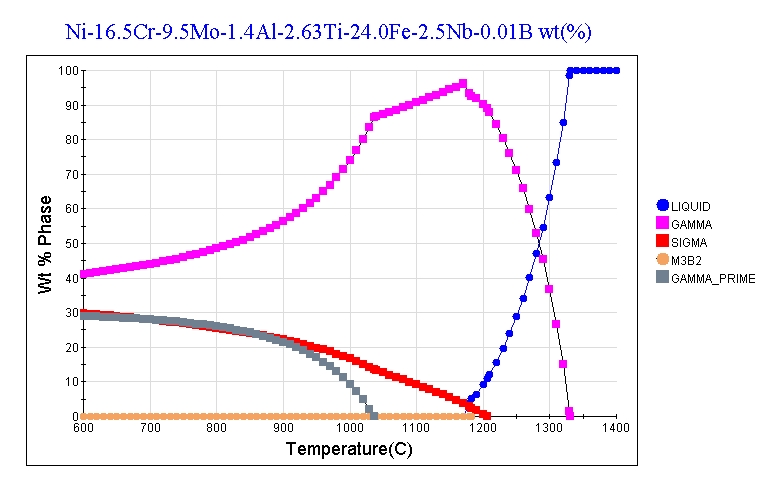 Ni-16.5Cr-9.5Mo-1.4Al-2.63Ti-24.0Fe-2.5Nb-0.01B wt(%)
100
90
80
70
60
50
40
30
20
10
0
Wt % Phase
600 700 800 900 1000 1100 1200 1300 1400
Temperature(C)
LIQUID
GAMMA
SIGMA
M3B2
GAMMA_PRIME